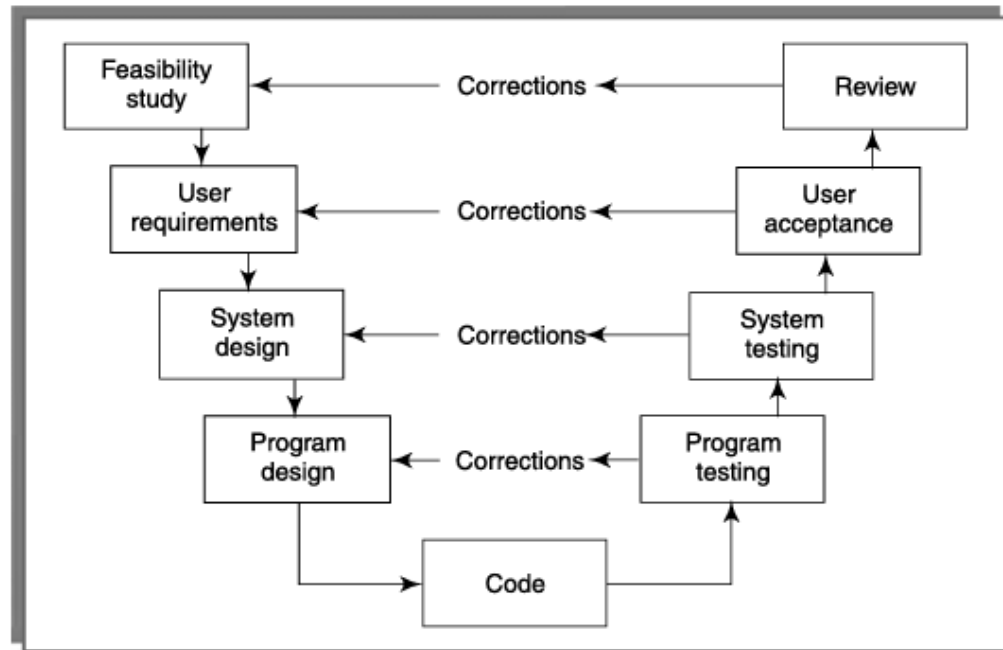 Feasibility
study
Corrections
Review
User
requirements
Corrections
User
acceptance
System
design
Corrections
System
testing
Program
design
Corrections
Program
testing
Code